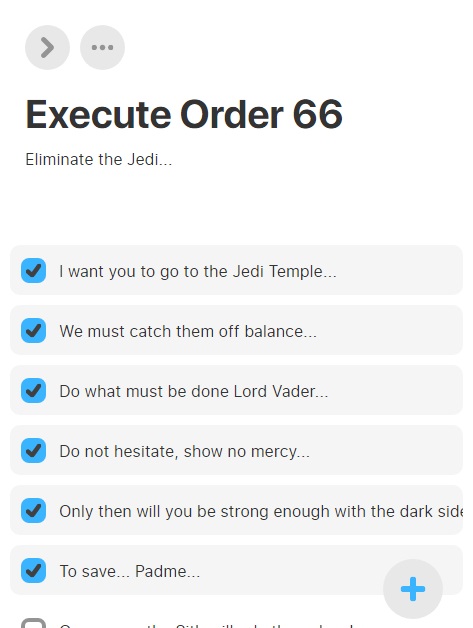 Execute Order 66
Eliminate the Jedi...
I want you to go to the Jedi Temple...
We must catch them off balance...
Do what must be done Lord Vader...
Do not hesitate, show no mercy...
Only then will you be strong enough with the dark side
To save... Padme...